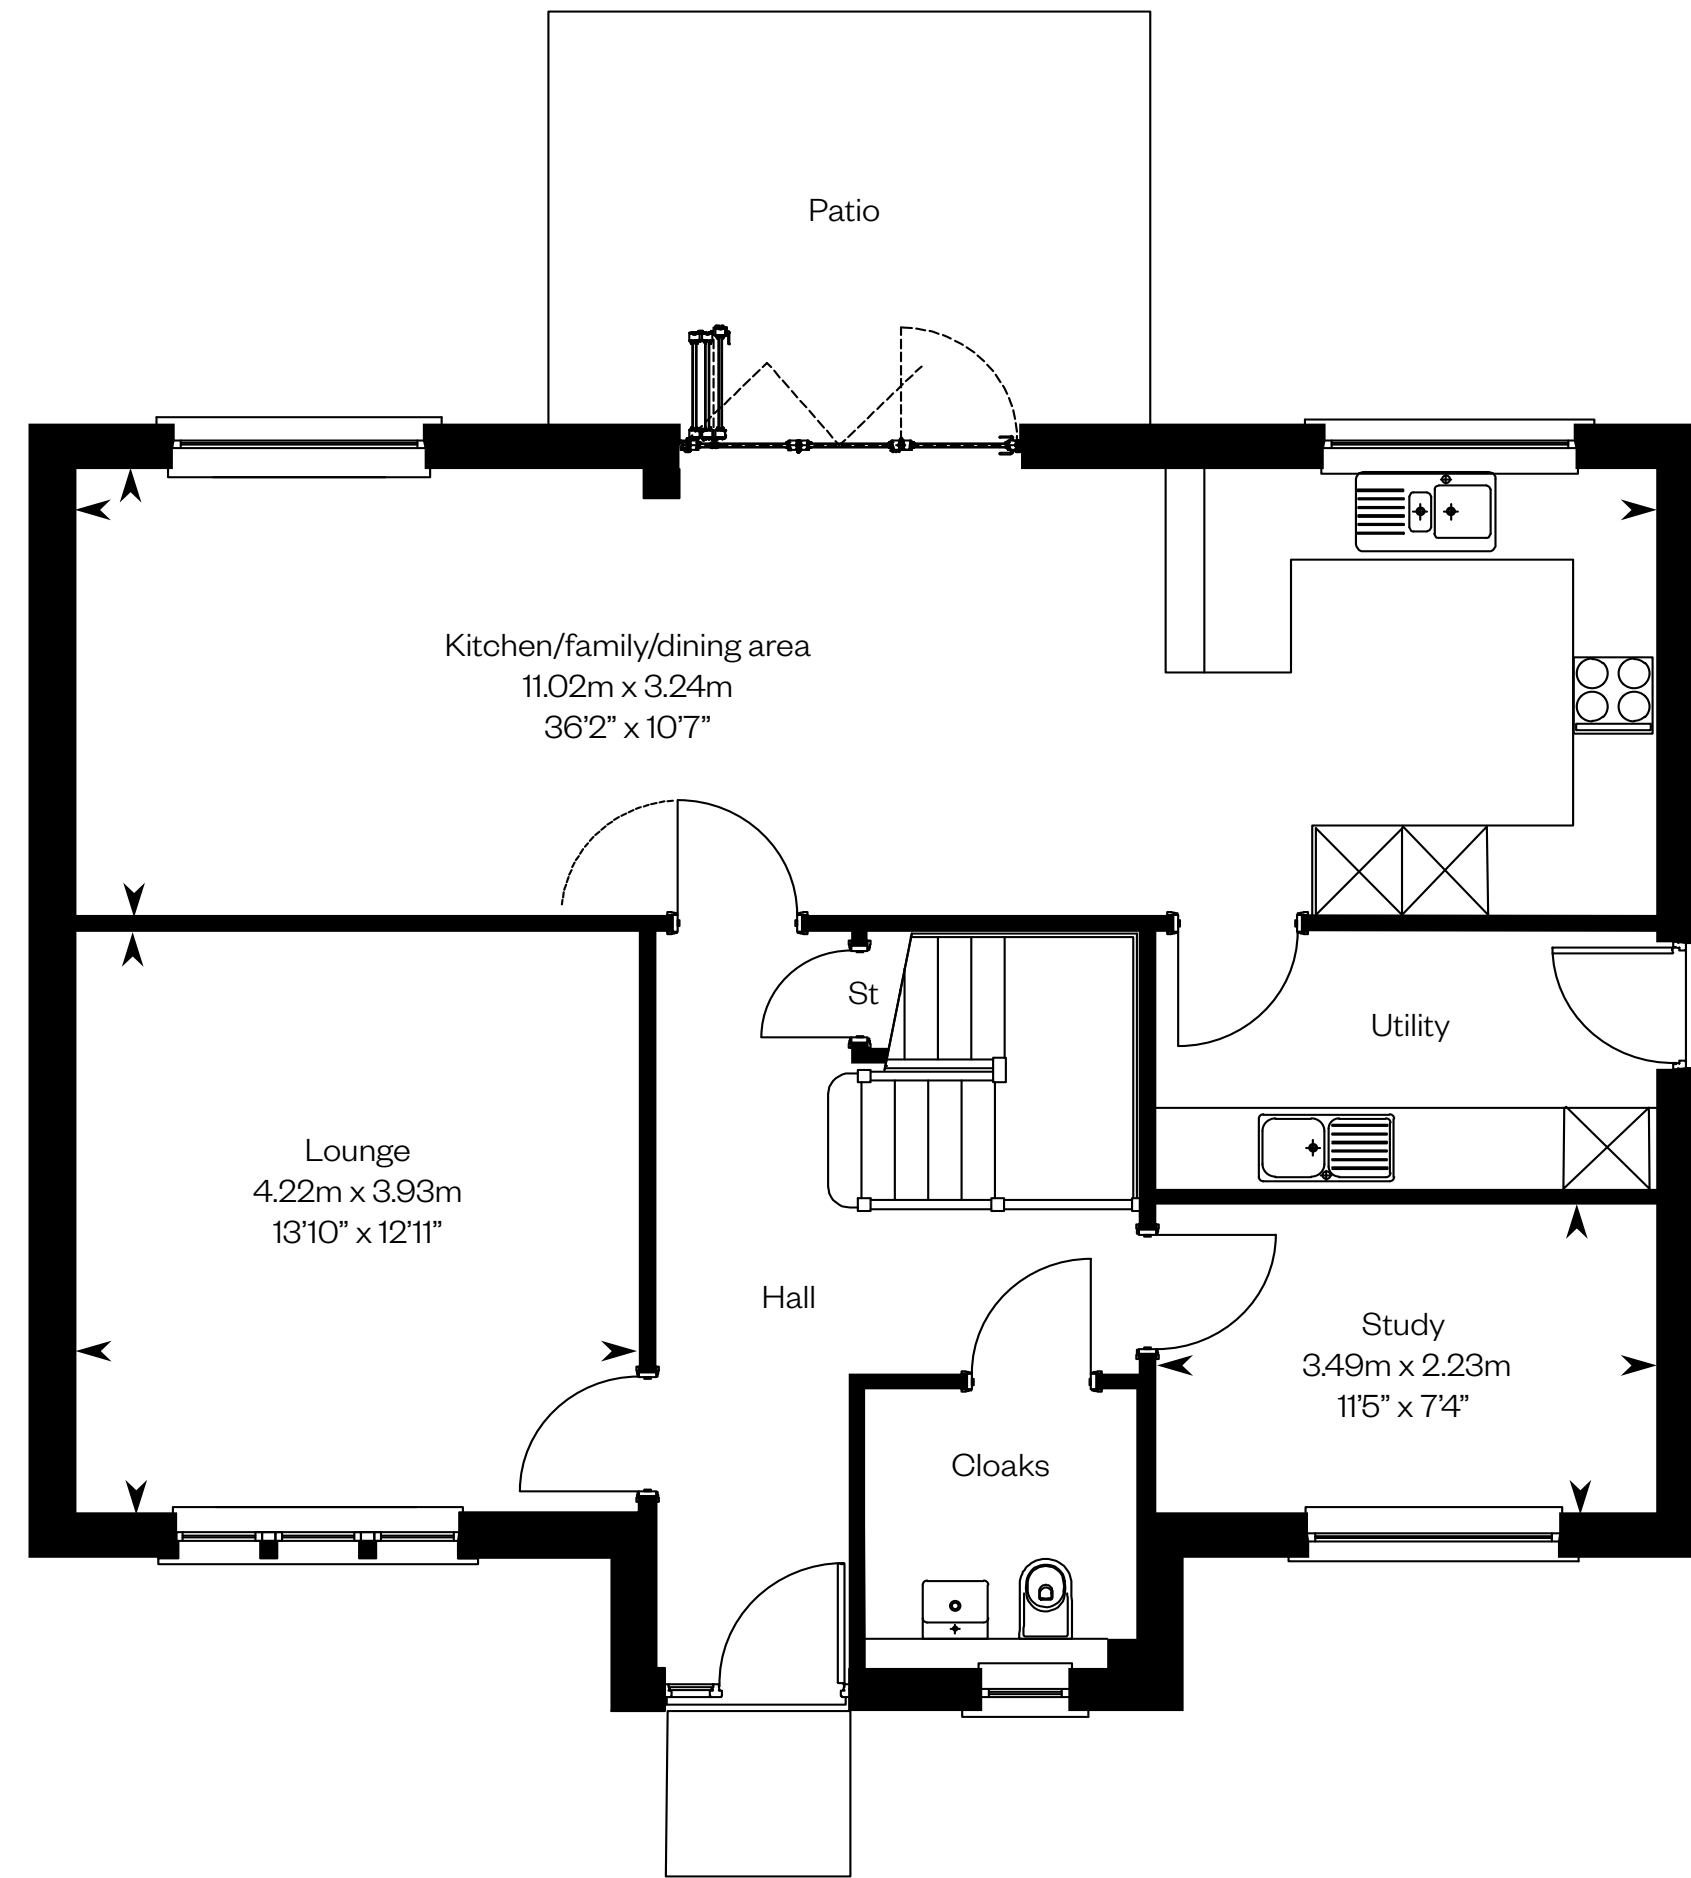 Patio
Kitchen/family/dining area
11.02m x 3.24m
36’2” x 10’7”
St
Utility
Lounge
4.22m x 3.93m
13’10” x 12’11”
Hall
Study
3.49m x 2.23m
11’5” x 7’4”
Cloaks